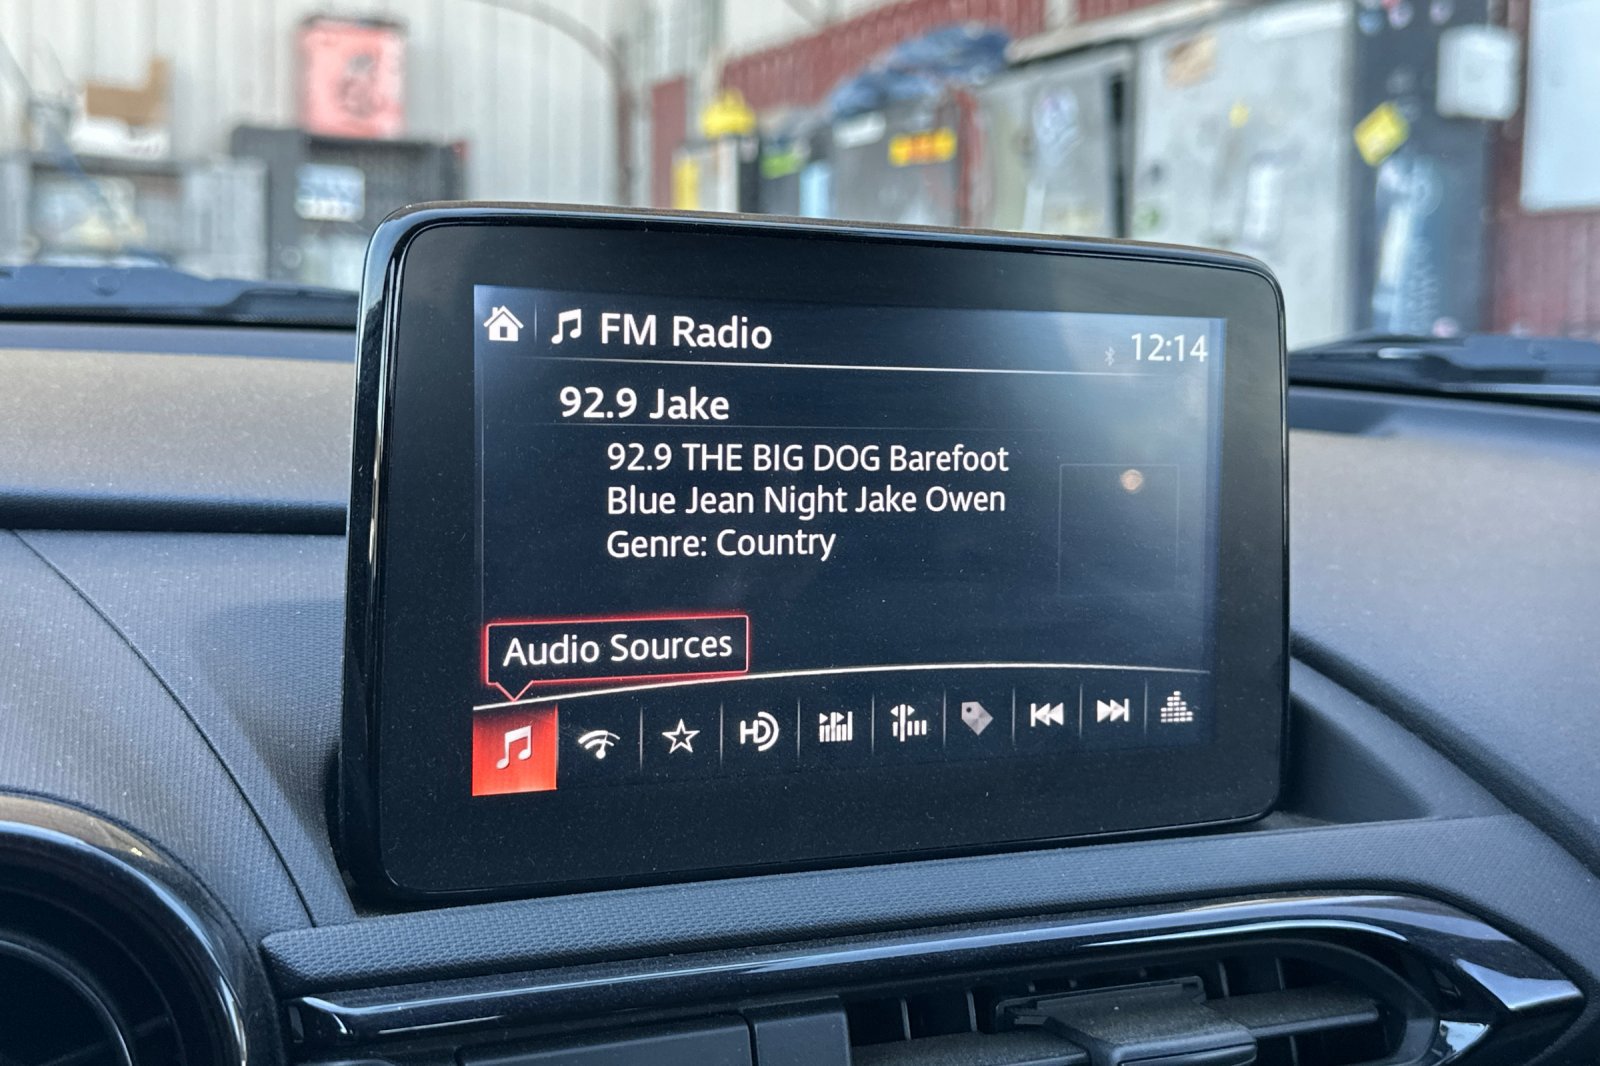 FM Radio
12:14
92.9 Jake
92.9 THE BIG DOG Barefoot
Blue Jean Night Jake Owen
Genre: Country
Audio Sources
HD